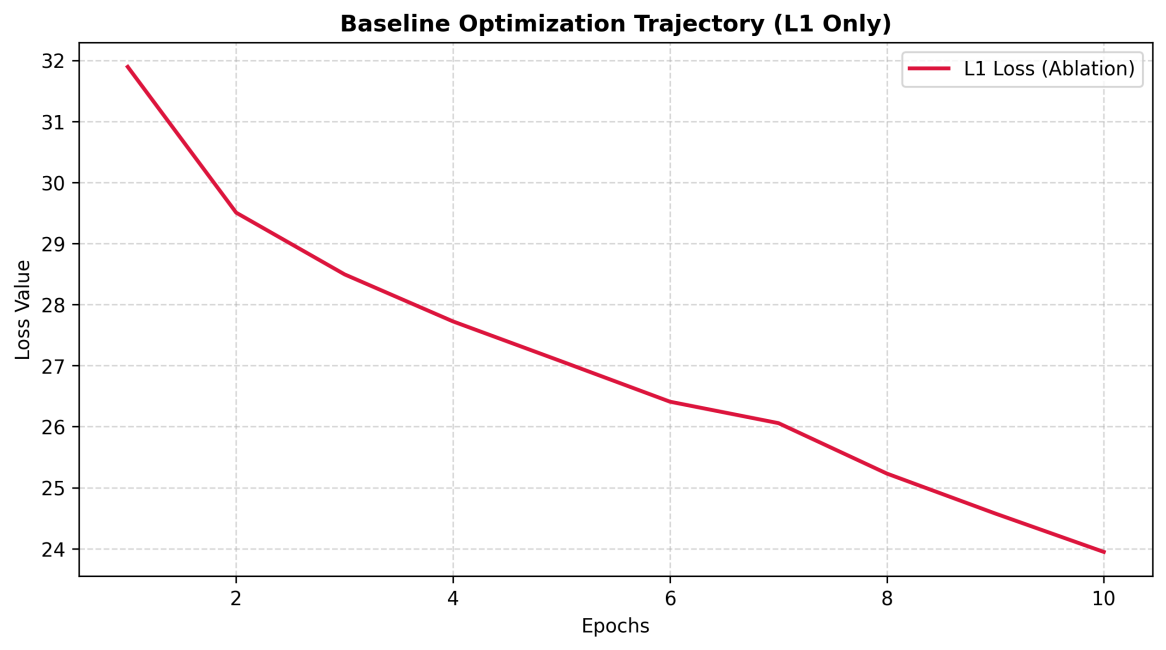 Baseline Optimization Trajectory (L1 Only)
L1 Loss (Ablation)
Loss Value
32
31
30
29
28
27
26
25
24
2 4 6 8 10
Epochs